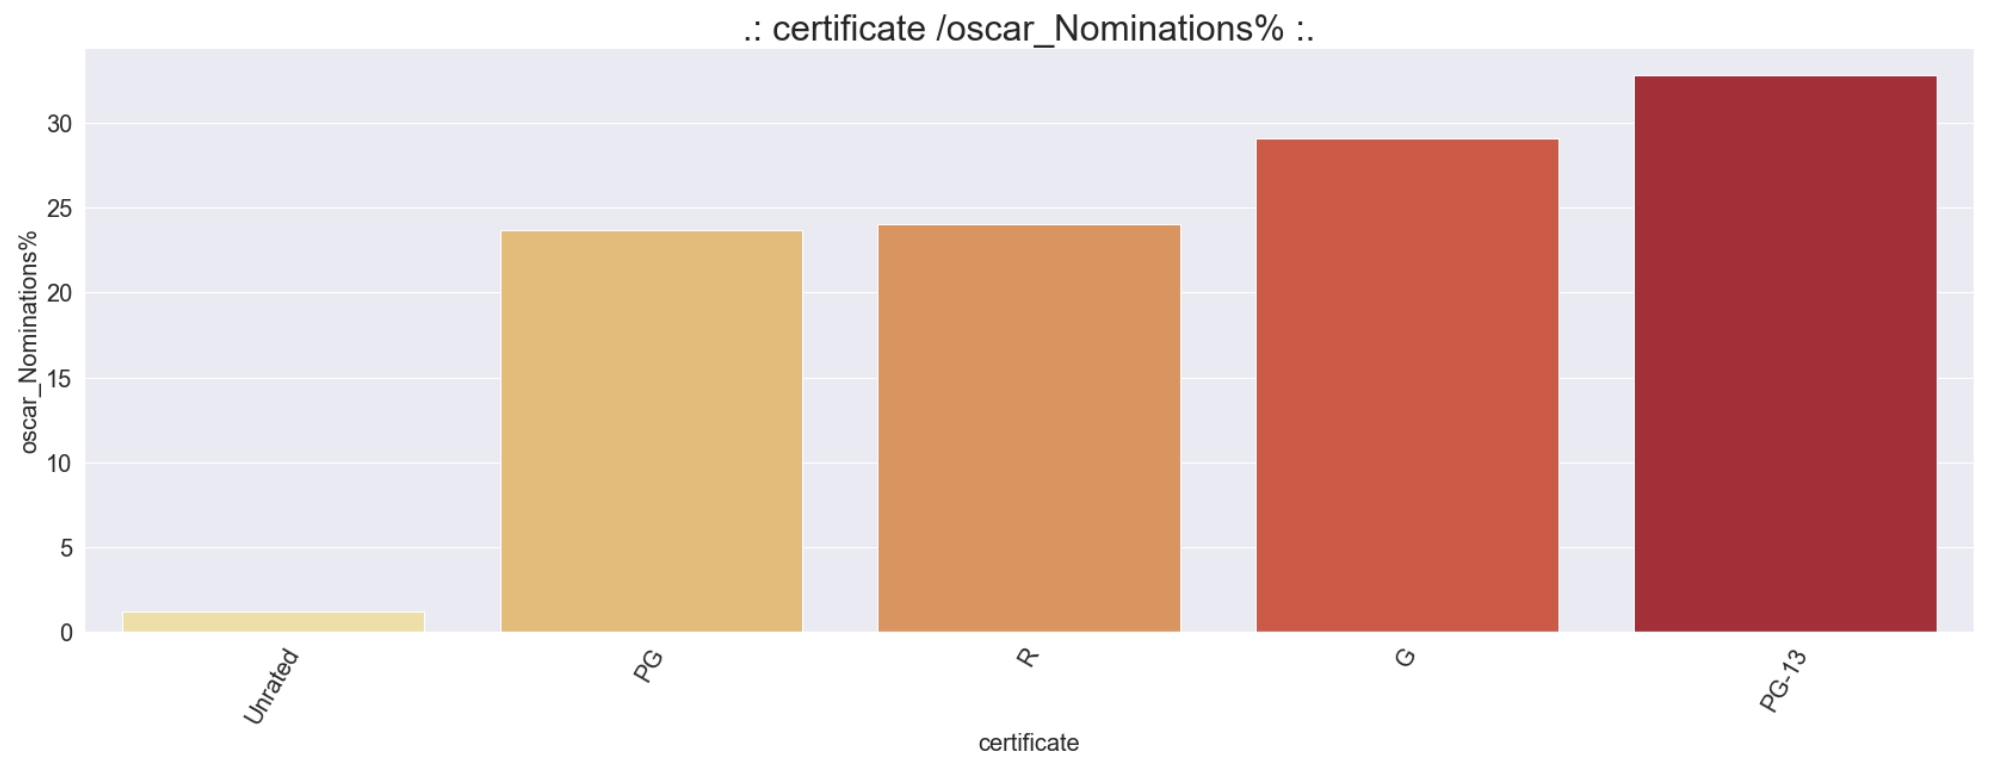 .: certificate /oscar_Nominations% :.
oscar_Nominations%
30
25
20
15
10
5
0
Unrated
PG
R
G
PG-13
certificate